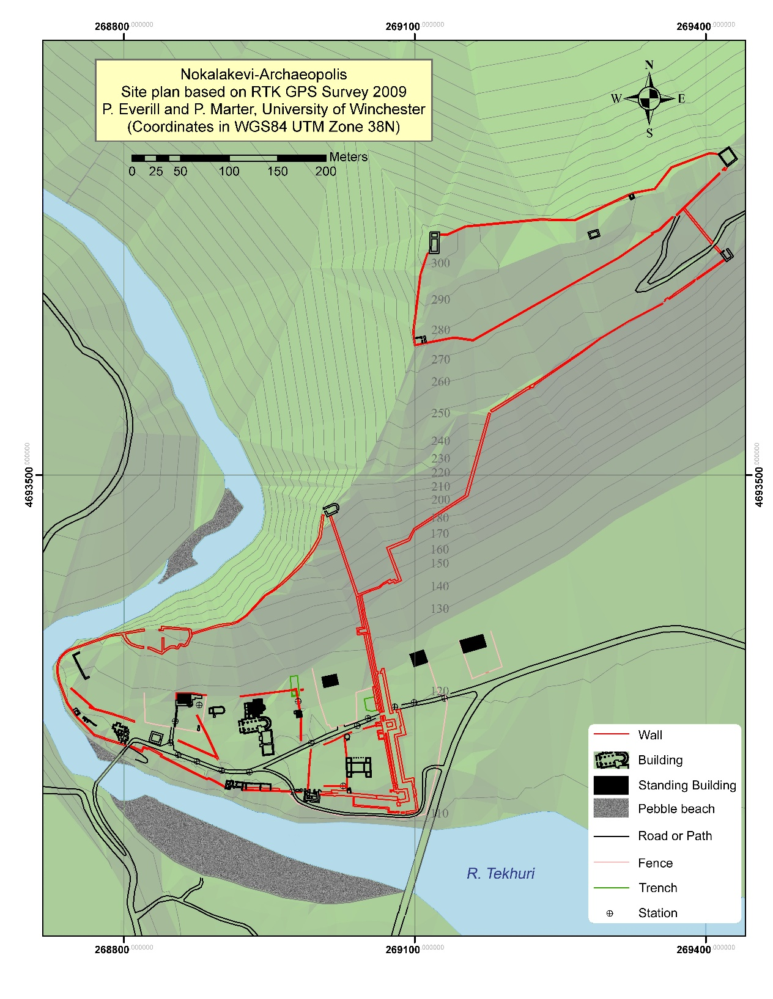 268800.000000 269100.000000 269400.000000
Nokalakevi-Archaeopolis
Site plan based on RTK GPS Survey 2009
P. Everill and P. Marter, University of Winchester
(Coordinates in WGS84 UTM Zone 38N)
N
W E
S
Meters
0 25 50 100 150 200
300
290
280
270
260
250
240
230
220
210
200
180
170
160
150
140
130
120
110
4693500.000000
4693500.000000
R. Tekhuri
Wall
Building
Standing Building
Pebble beach
Road or Path
Fence
Trench
Station
268800.000000 269100.000000 269400.000000